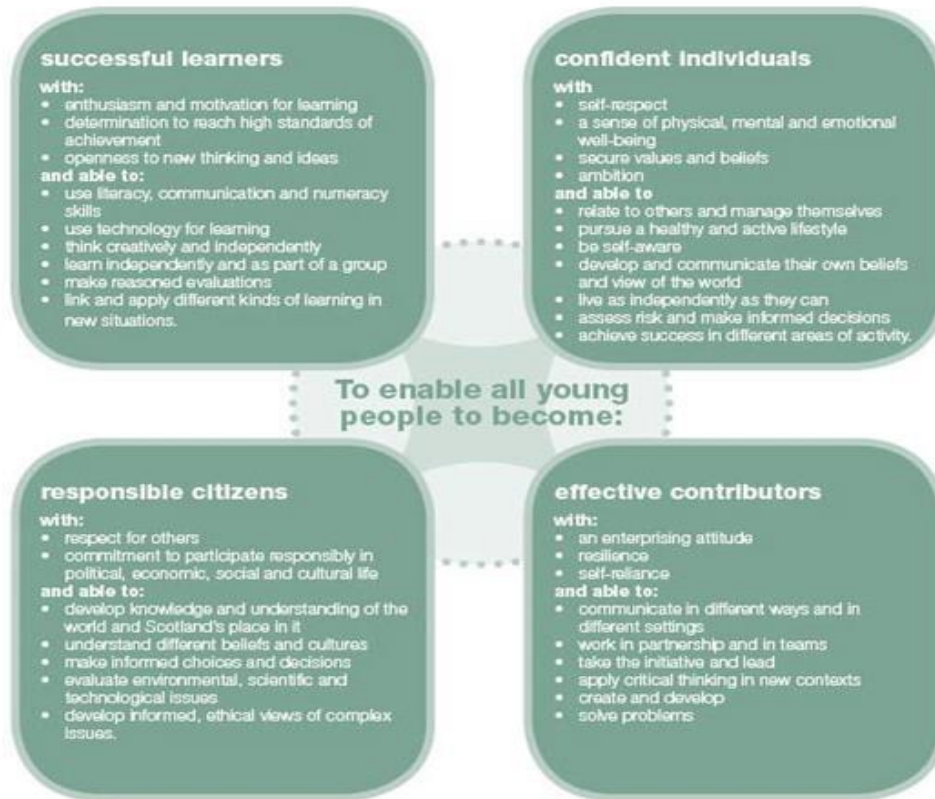 successful learners
with:
• enthusiasm and motivation for learning
• determination to reach high standards of
achievement
• openness to new thinking and ideas
and able to:
• use literacy, communication and numeracy
skills
• use technology for learning
• think creatively and independently
• learn independently and as part of a group
• make reasoned evaluations
• link and apply different kinds of learning in
new situations.
confident individuals
with
• self-respect
• a sense of physical, mental and emotional
well-being
• secure values and beliefs
• ambition
and able to
• relate to others and manage themselves
• pursue a healthy and active lifestyle
• be self-aware
• develop and communicate their own beliefs
and view of the world
• live as independently as they can
• assess risk and make informed decisions
• achieve success in different areas of activity.
To enable all young
people to become:
responsible citizens
with:
• respect for others
• commitment to participate responsibly in
political, economic, social and cultural life
and able to:
• develop knowledge and understanding of the
world and Scotland's place in it
• understand different beliefs and cultures
• make informed choices and decisions
• evaluate environmental, scientific and
technological issues
• develop informed, ethical views of complex
issues.
effective contributors
with:
• an enterprising attitude
• resilience
• self-reliance
and able to:
• communicate in different ways and in
different settings
• work in partnership and in teams
• take the initiative and lead
• apply critical thinking in new contexts
• create and develop
• solve problems